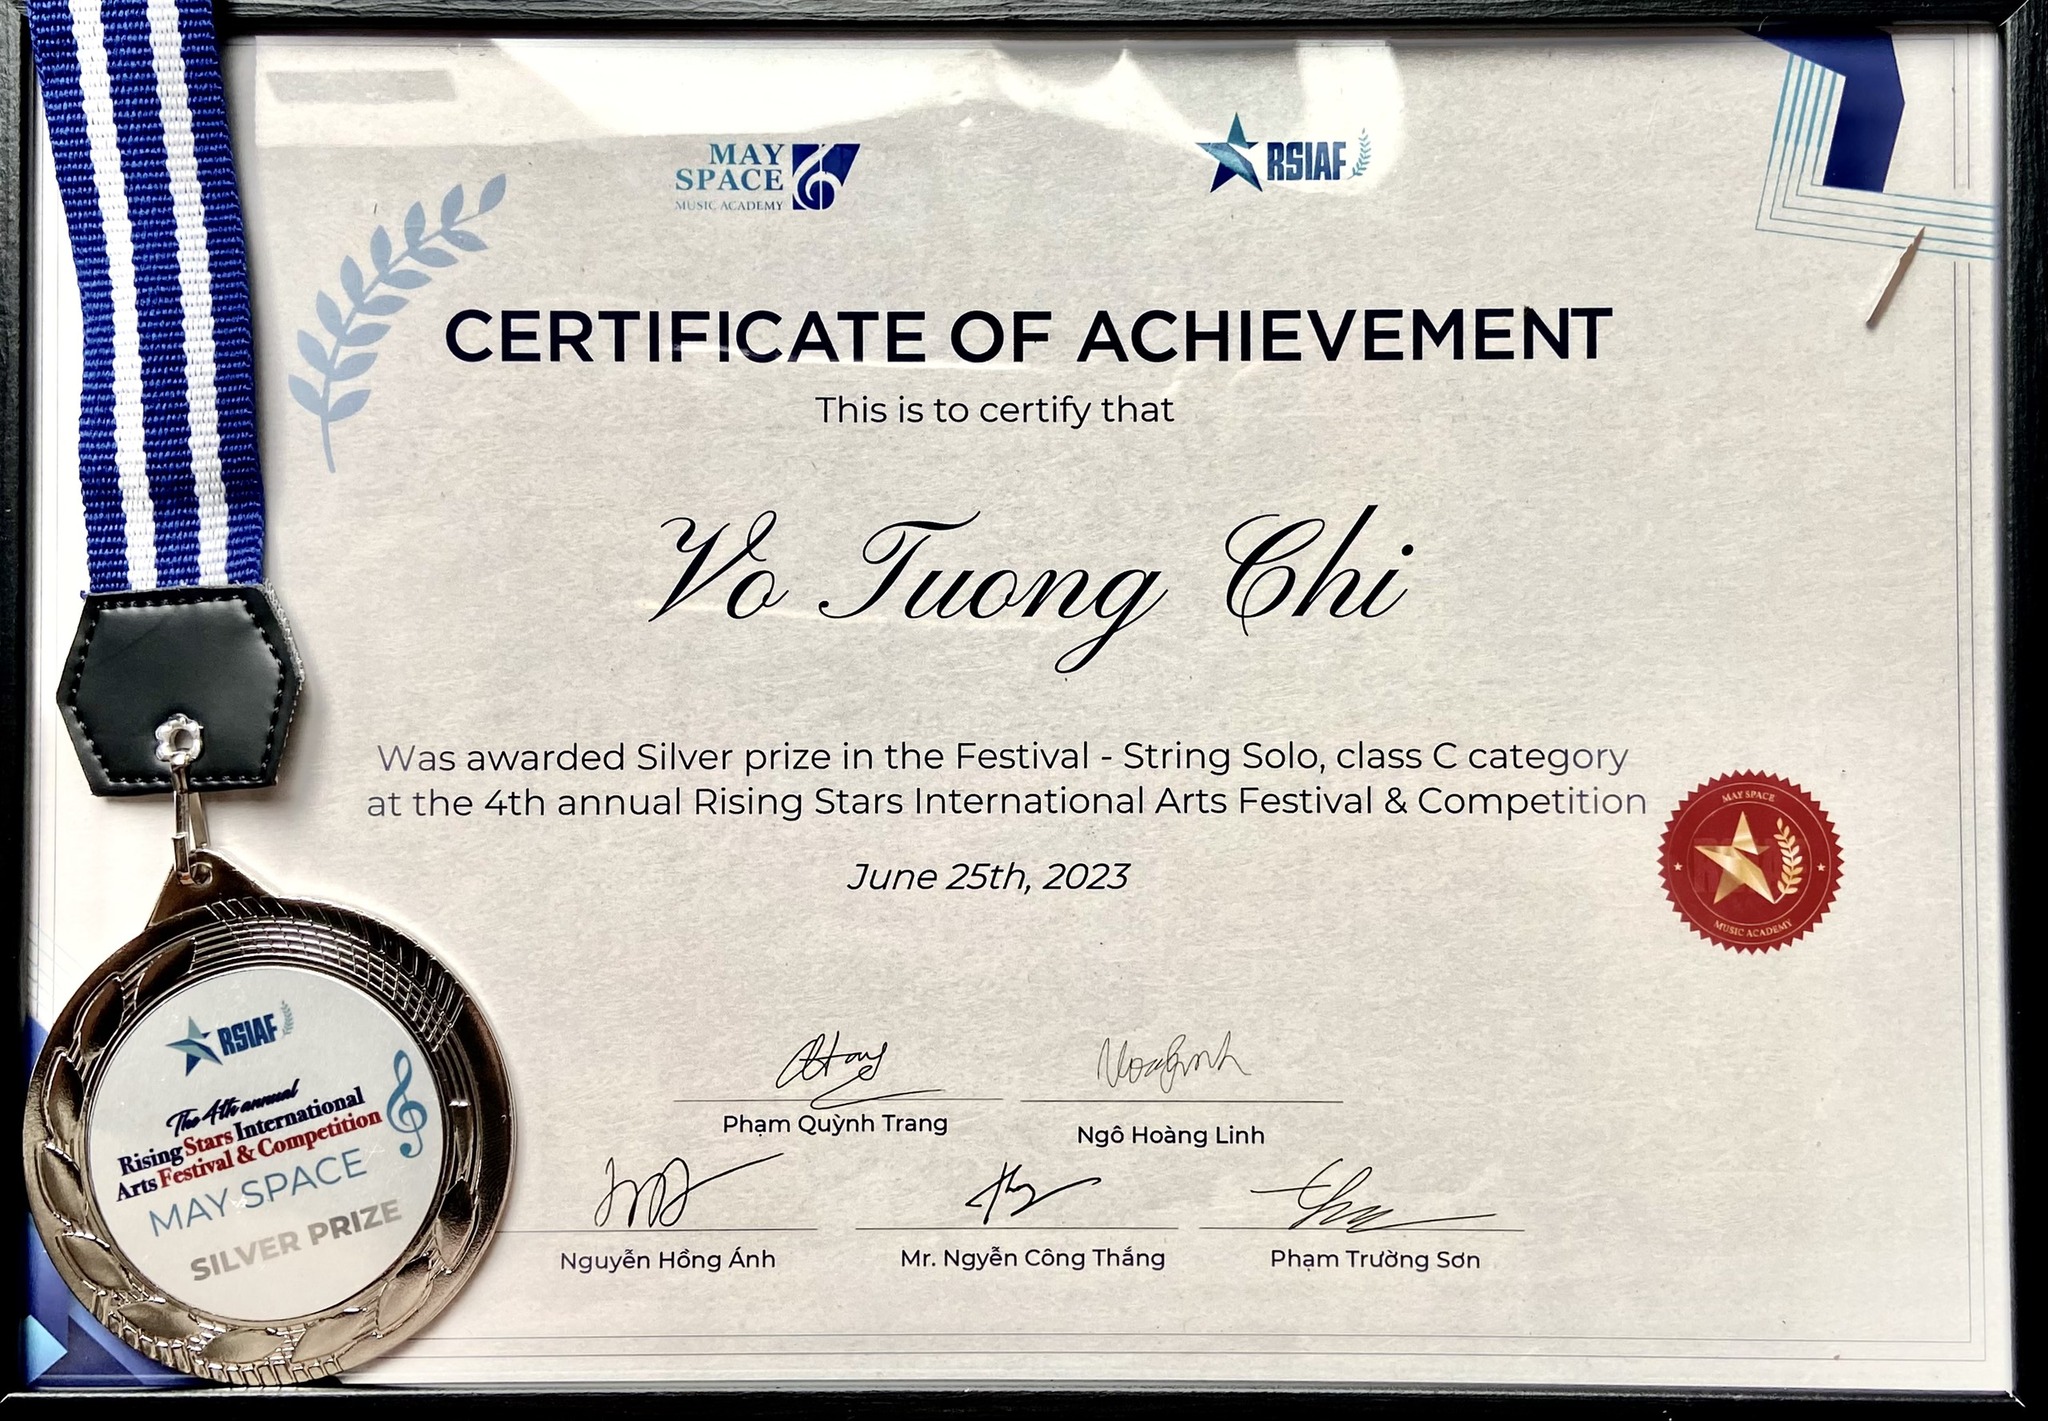 MAY
SPACE
MUSIC ACADEMY
RSIAF
CERTIFICATE OF ACHIEVEMENT
This is to certify that
Vo Tuong Chi
Was awarded Silver prize in the Festival - String Solo, class C category
at the 4th annual Rising Stars International Arts Festival & Competition
June 25th, 2023
MAY SPACE
MUSIC ACADEMY
Phạm Quỳnh Trang
Ngô Hoàng Linh
Nguyễn Hồng Ánh
Mr. Ngyễn Công Thắng
Phạm Trường Sơn
RSIAF
The 4th annual
Rising Stars International
Arts Festival & Competition
MAY SPACE
SILVER PRIZE